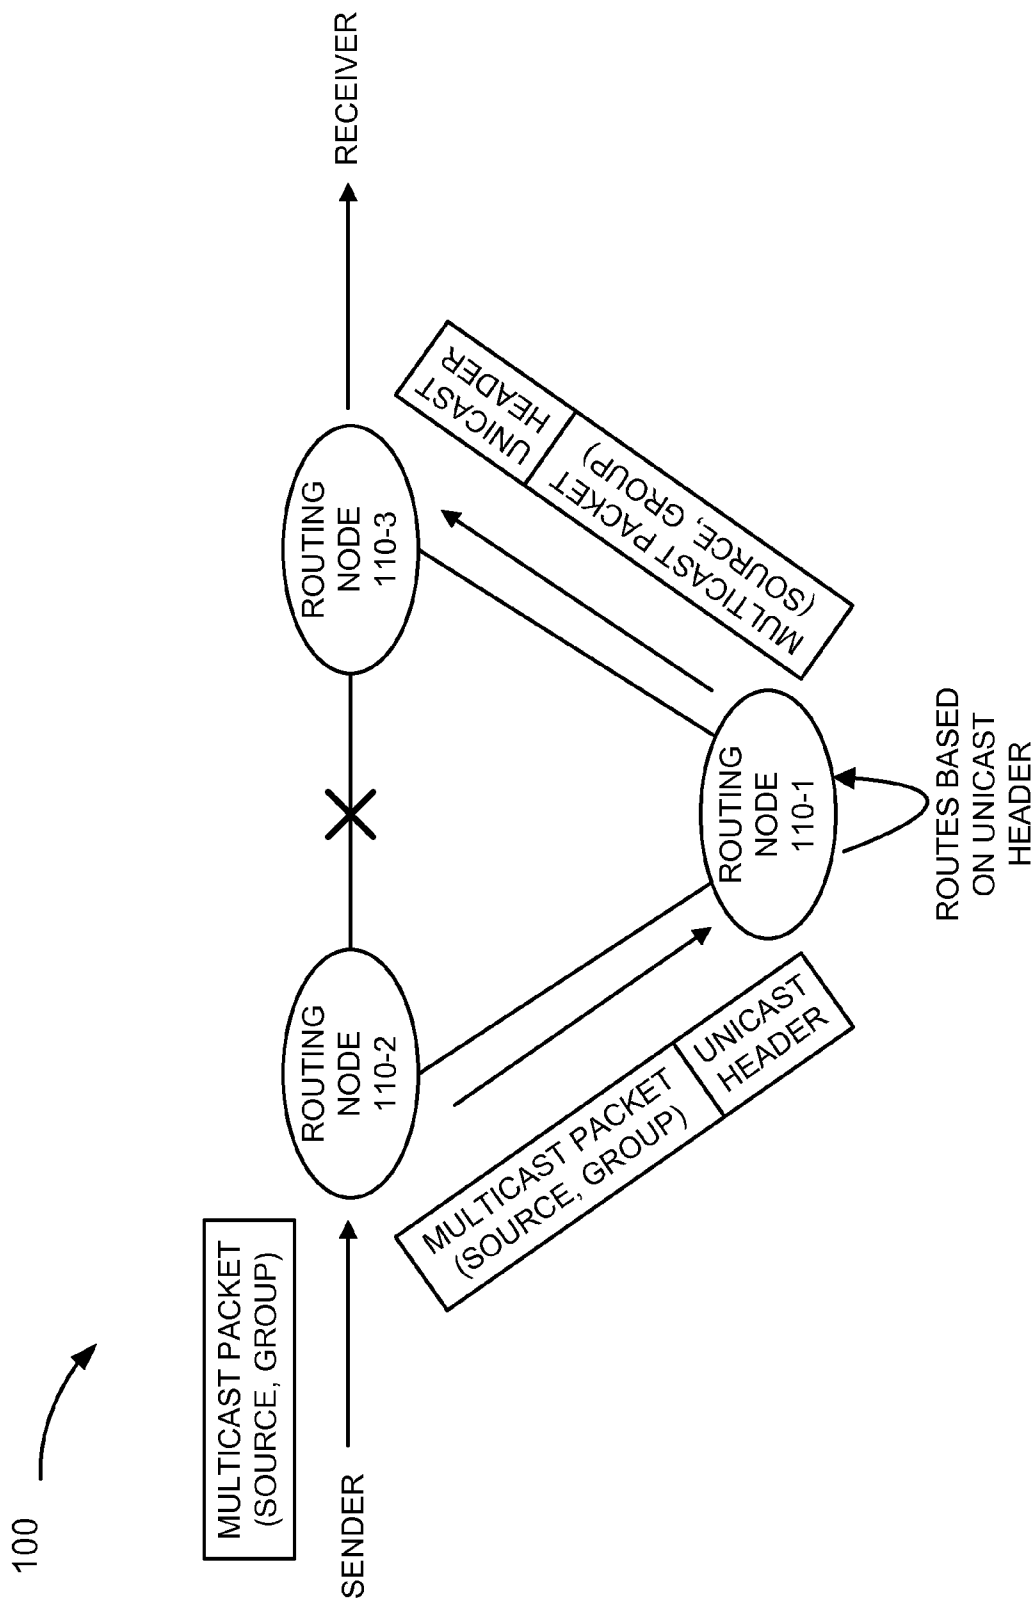 100
MULTICAST PACKET
(SOURCE, GROUP)
SENDER
ROUTING
NODE
110-2
ROUTING
NODE
110-3
RECEIVER
MULTICAST PACKET
(SOURCE, GROUP)
UNICAST
HEADER
ROUTING
NODE
110-1
UNICAST
HEADER
MULTICAST PACKET
(SOURCE, GROUP)
ROUTES BASED
ON UNICAST
HEADER